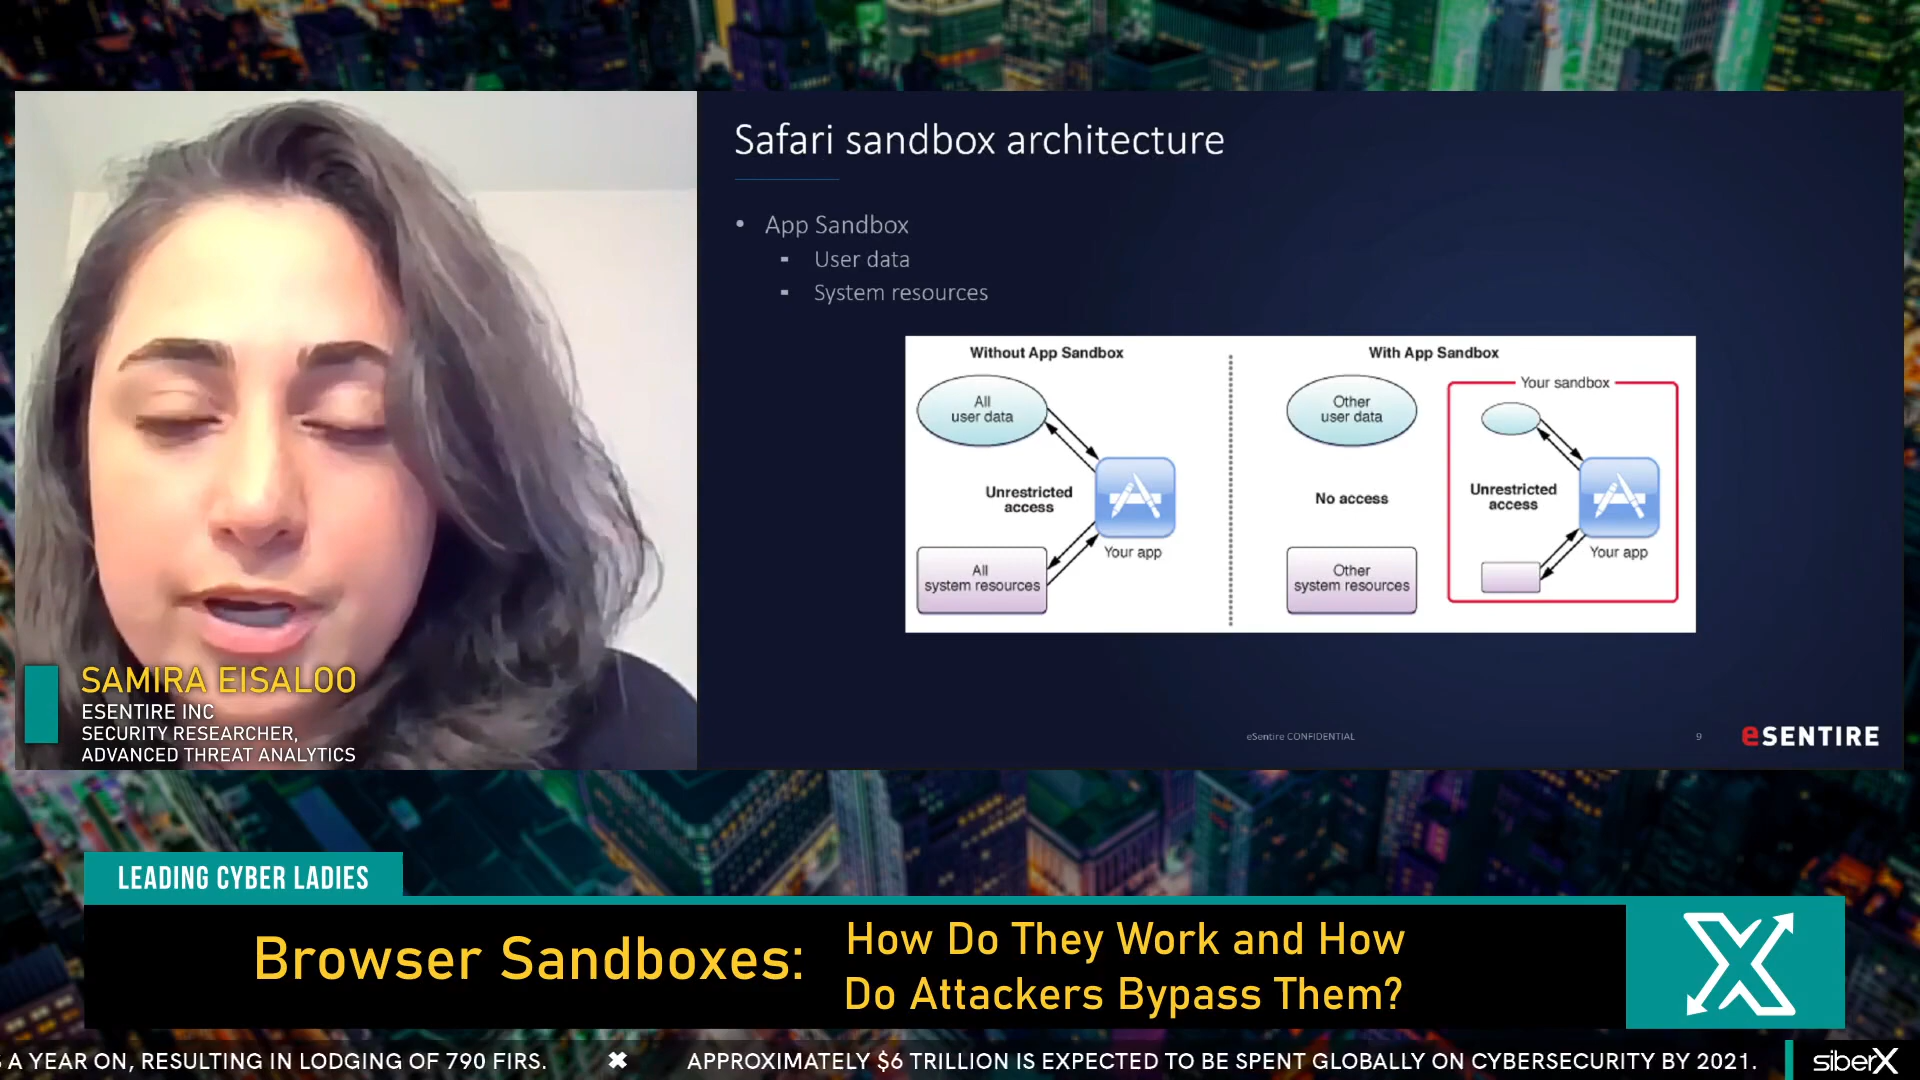 Safari sandbox architecture
• App Sandbox
▪ User data
▪ System resources
Without App Sandbox
All
user data
Unrestricted
access
Your app
All
system resources
With App Sandbox
Other
user data
No access
Other
system resources
Your sandbox
Unrestricted
access
Your app
eSentire CONFIDENTIAL
9
eSENTIRE
SAMIRA EISALOO
ESENTIRE INC
SECURITY RESEARCHER,
ADVANCED THREAT ANALYTICS
LEADING CYBER LADIES
Browser Sandboxes:
How Do They Work and How
Do Attackers Bypass Them?
A YEAR ON, RESULTING IN LODGING OF 790 FIRS. ✖ APPROXIMATELY $6 TRILLION IS EXPECTED TO BE SPENT GLOBALLY ON CYBERSECURITY BY 2021.
siberX